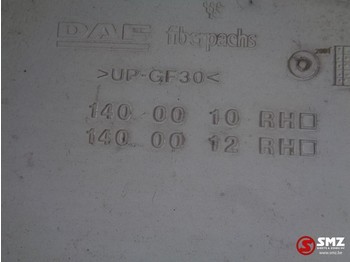 DAF fiberpachs
>UP-GF30<
140 00 10 RH□
140 00 12 RH□
SMZ
www.smz.be